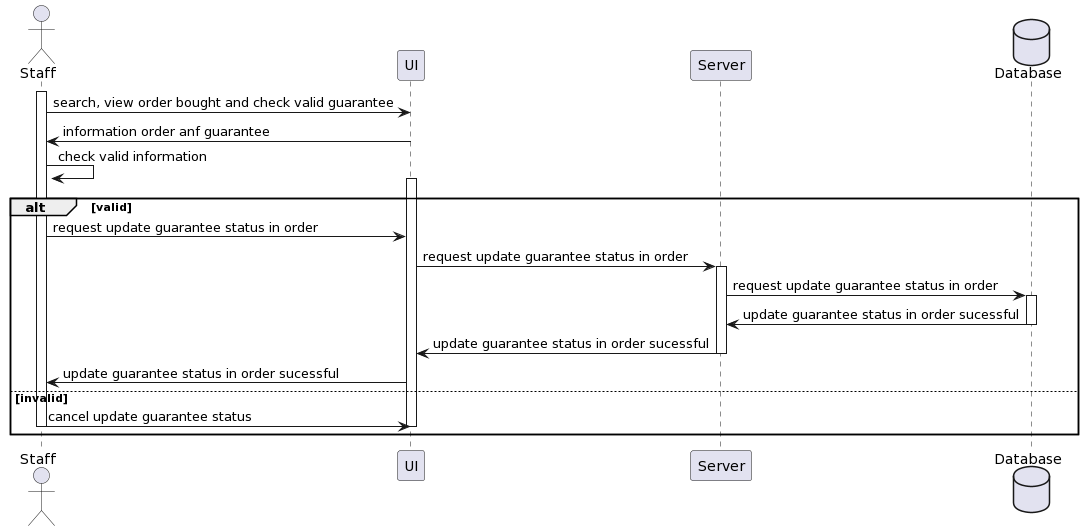 Staff
UI
Server
Database
search, view order bought and check valid guarantee
information order anf guarantee
check valid information
alt [valid]
request update guarantee status in order
request update guarantee status in order
request update guarantee status in order
update guarantee status in order sucessful
update guarantee status in order sucessful
update guarantee status in order sucessful
[invalid]
cancel update guarantee status
Staff
UI
Server
Database